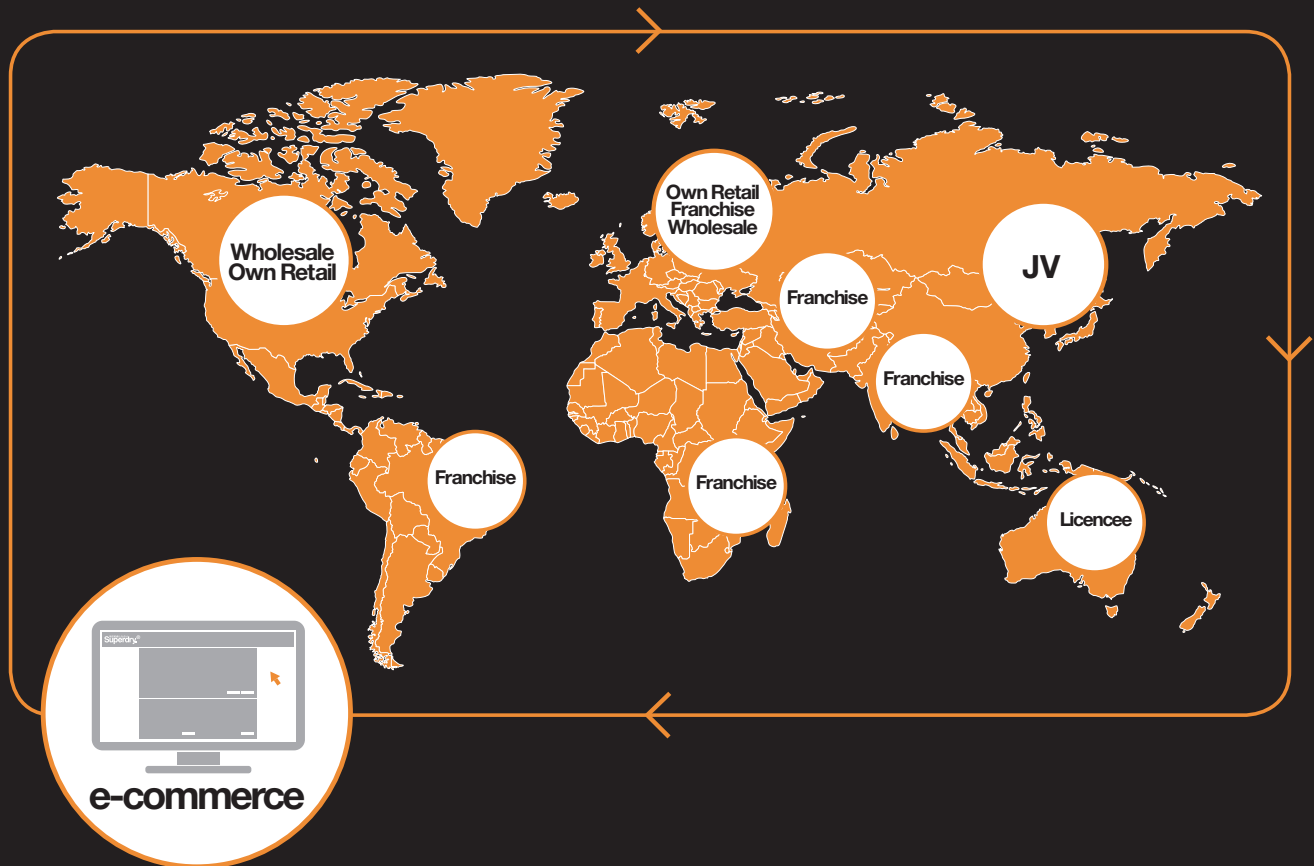 Own Retail
Franchise
Wholesale
Wholesale
Own Retail
JV
Franchise
Franchise
Franchise
Franchise
Licencee
Superdry®
e-commerce